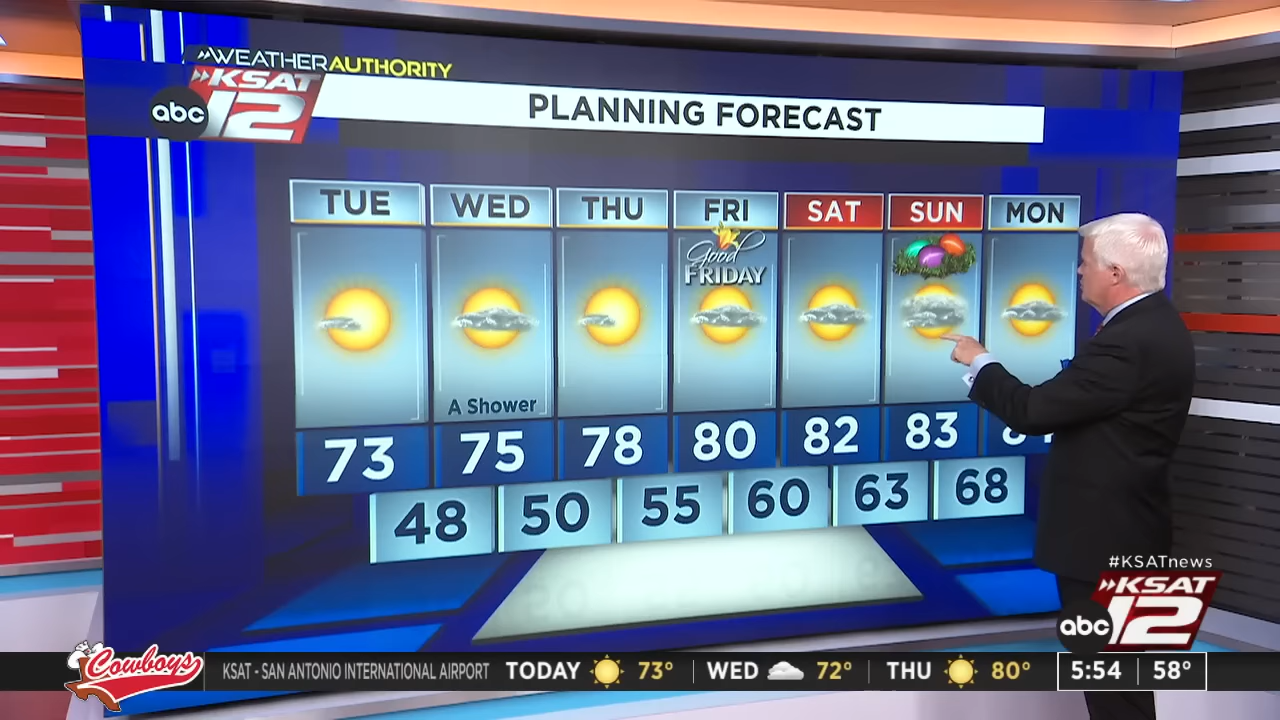 WEATHERAUTHORITY
KSAT
abc 12
PLANNING FORECAST
TUE WED THU FRI SAT SUN MON
Good
FRIDAY
A Shower
73 75 78 80 82 83
48 50 55 60 63 68
#KSATnews
KSAT
abc 12
Cowboys
KSAT - SAN ANTONIO INTERNATIONAL AIRPORT TODAY 73° WED 72° THU 80° 5:54 58°